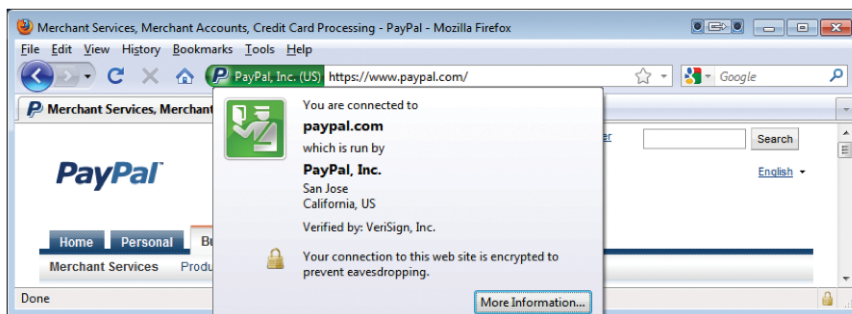 Merchant Services, Merchant Accounts, Credit Card Processing - PayPal - Mozilla Firefox
File Edit View History Bookmarks Tools Help
PayPal, Inc. (US) https://www.paypal.com/ Google
Merchant Services, Merchant
You are connected to
paypal.com
which is run by
PayPal, Inc.
San Jose
California, US
Verified by: VeriSign, Inc.
Your connection to this web site is encrypted to
prevent eavesdropping.
More Information...
er Search
PayPal
English
Home Personal Bu
Merchant Services Produ
Done